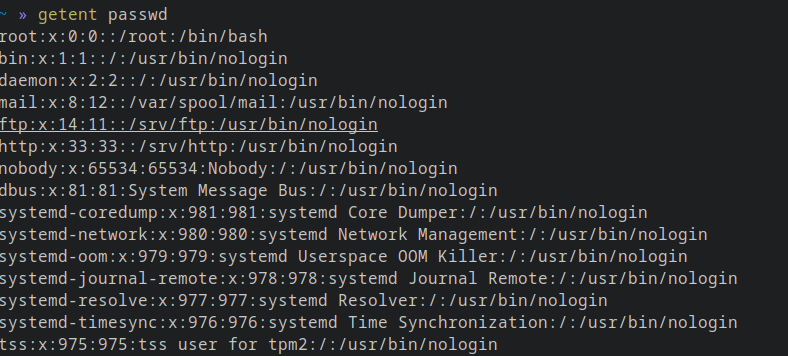 ~ » getent passwd
root:x:0:0::/root:/bin/bash
bin:x:1:1::/:/usr/bin/nologin
daemon:x:2:2::/:/usr/bin/nologin
mail:x:8:12::/var/spool/mail:/usr/bin/nologin
ftp:x:14:11::/srv/ftp:/usr/bin/nologin
http:x:33:33::/srv/http:/usr/bin/nologin
nobody:x:65534:65534:Nobody:/:/usr/bin/nologin
dbus:x:81:81:System Message Bus:/:/usr/bin/nologin
systemd-coredump:x:981:981:systemd Core Dumper:/:/usr/bin/nologin
systemd-network:x:980:980:systemd Network Management:/:/usr/bin/nologin
systemd-oom:x:979:979:systemd Userspace OOM Killer:/:/usr/bin/nologin
systemd-journal-remote:x:978:978:systemd Journal Remote:/:/usr/bin/nologin
systemd-resolve:x:977:977:systemd Resolver:/:/usr/bin/nologin
systemd-timesync:x:976:976:systemd Time Synchronization:/:/usr/bin/nologin
tss:x:975:975:tss user for tpm2:/:/usr/bin/nologin